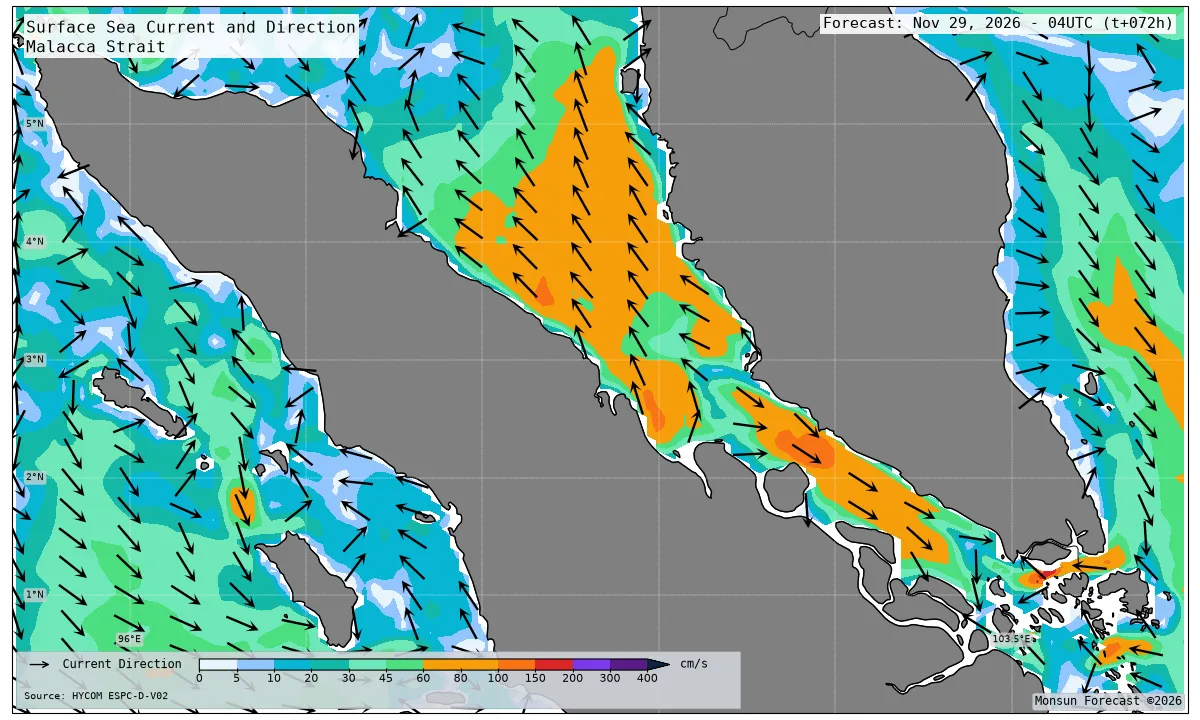 Surface Sea Current and Direction
Malacca Strait
Forecast: Nov 29, 2026 - 04UTC (t+072h)
5°N
4°N
3°N
2°N
1°N
96°E
103.5°E
Current Direction
0 5 10 20 30 45 60 80 100 150 200 300 400
cm/s
Source: HYCOM ESPC-D-V02
Monsun Forecast ©2026